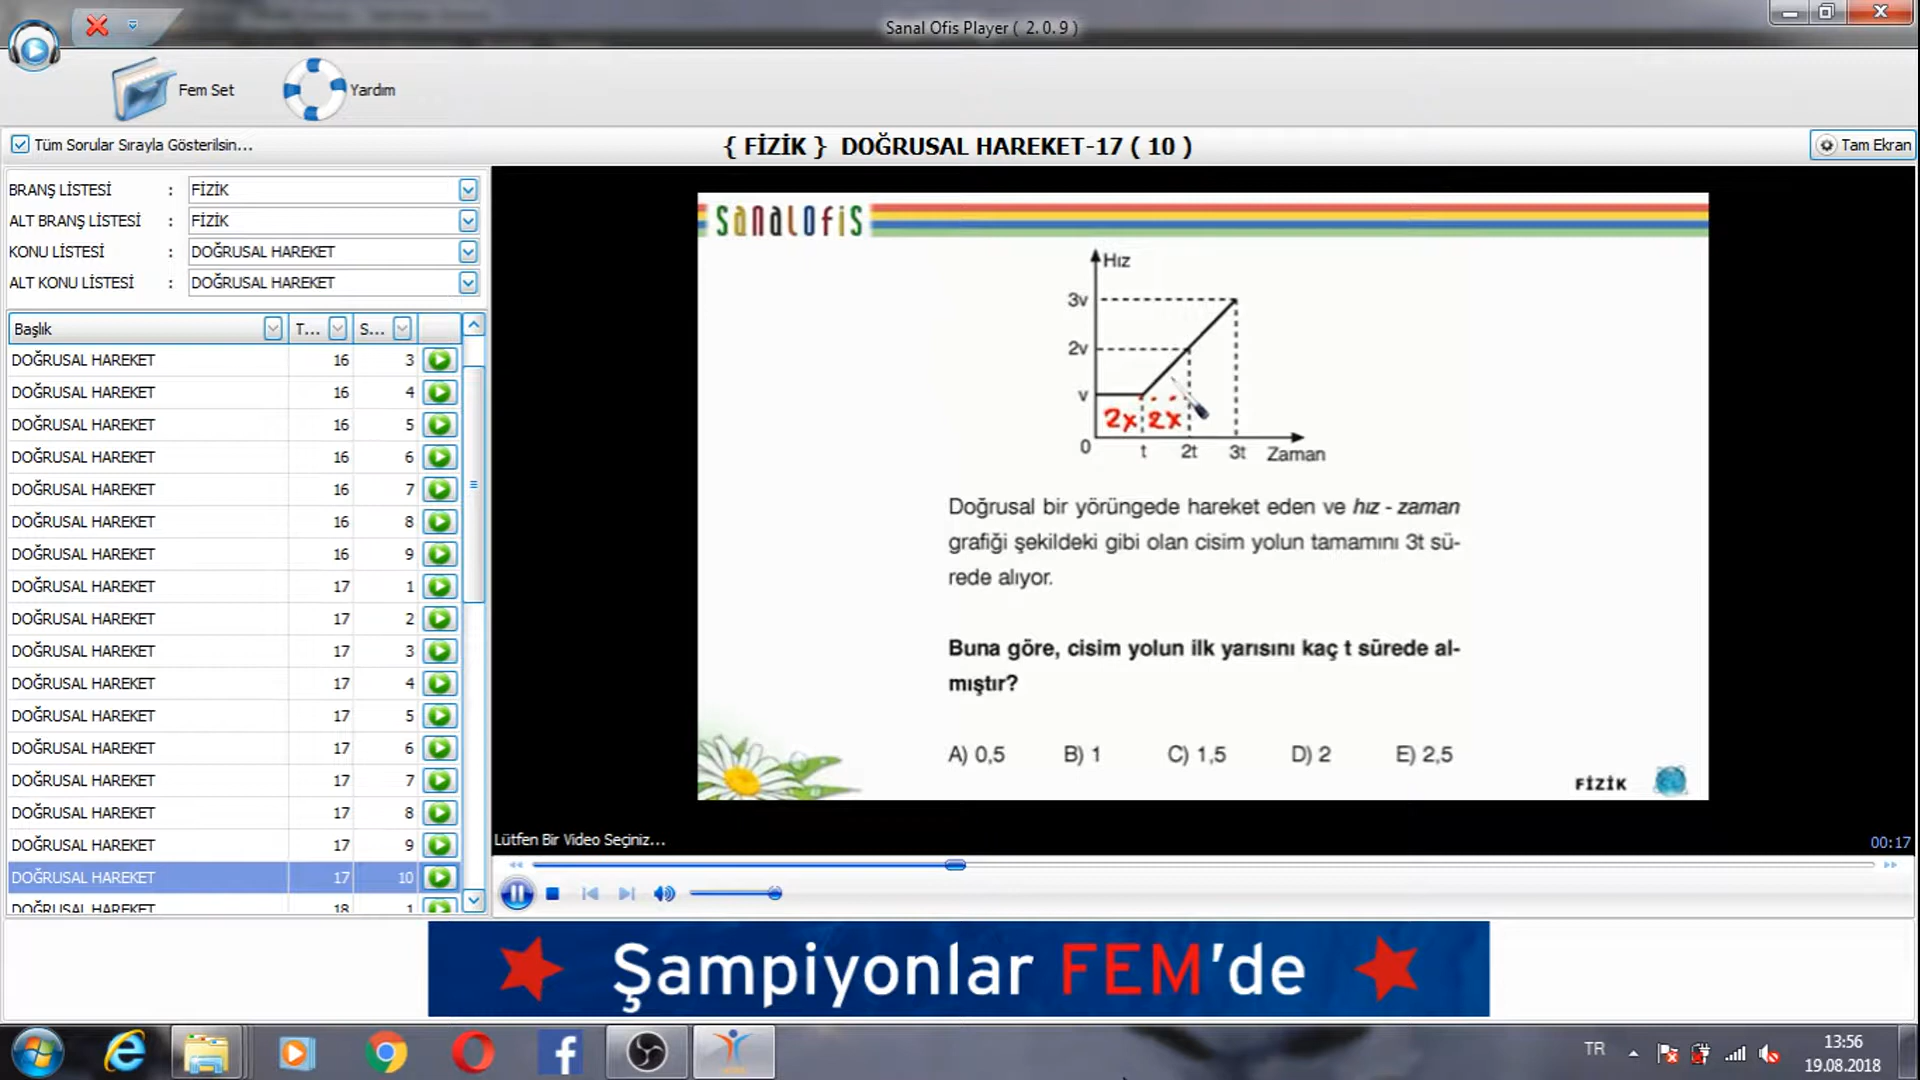 Sanal Ofis Player ( 2.0.9 )
Fem Set
Yardım
Tüm Sorular Sırayla Gösterilsin...
{ FİZİK } DOĞRUSAL HAREKET-17 ( 10 )
Tam Ekran
BRANŞ LİSTESİ : FİZİK
ALT BRANŞ LİSTESİ : FİZİK
KONU LİSTESİ : DOĞRUSAL HAREKET
ALT KONU LİSTESİ : DOĞRUSAL HAREKET
Başlık T... S...
DOĞRUSAL HAREKET 16 3
DOĞRUSAL HAREKET 16 4
DOĞRUSAL HAREKET 16 5
DOĞRUSAL HAREKET 16 6
DOĞRUSAL HAREKET 16 7
DOĞRUSAL HAREKET 16 8
DOĞRUSAL HAREKET 16 9
DOĞRUSAL HAREKET 17 1
DOĞRUSAL HAREKET 17 2
DOĞRUSAL HAREKET 17 3
DOĞRUSAL HAREKET 17 4
DOĞRUSAL HAREKET 17 5
DOĞRUSAL HAREKET 17 6
DOĞRUSAL HAREKET 17 7
DOĞRUSAL HAREKET 17 8
DOĞRUSAL HAREKET 17 9
DOĞRUSAL HAREKET 17 10
DOĞRUSAL HAREKET 18 1
sanalofis
Hız
3v
2v
v
2x 2x
0 t 2t 3t Zaman
Doğrusal bir yörüngede hareket eden ve hız - zaman
grafiği şekildeki gibi olan cisim yolun tamamını 3t sü-
rede alıyor.
Buna göre, cisim yolun ilk yarısını kaç t sürede al-
mıştır?
A) 0,5 B) 1 C) 1,5 D) 2 E) 2,5
FİZİK
Lütfen Bir Video Seçiniz...
00:17
Şampiyonlar FEM'de
TR
13:56
19.08.2018